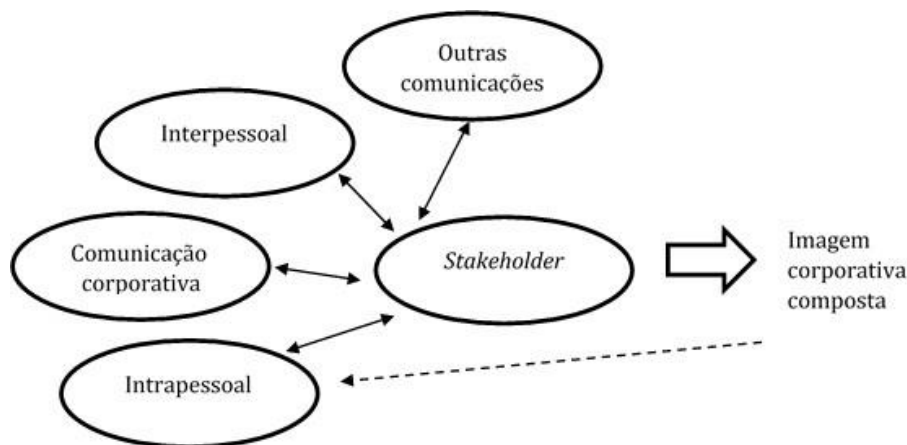 Outras
comunicações
Interpessoal
Comunicação
corporativa
Stakeholder
Imagem
corporativa
composta
Intrapessoal